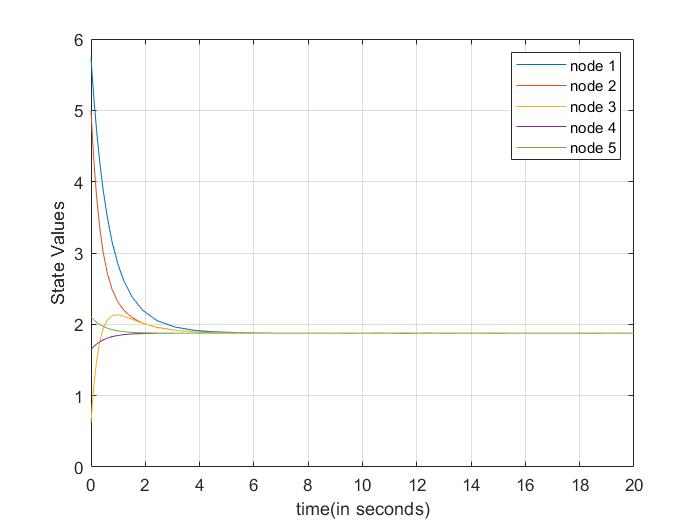 6
5
4
3
2
1
0
State Values
node 1
node 2
node 3
node 4
node 5
0 2 4 6 8 10 12 14 16 18 20
time(in seconds)